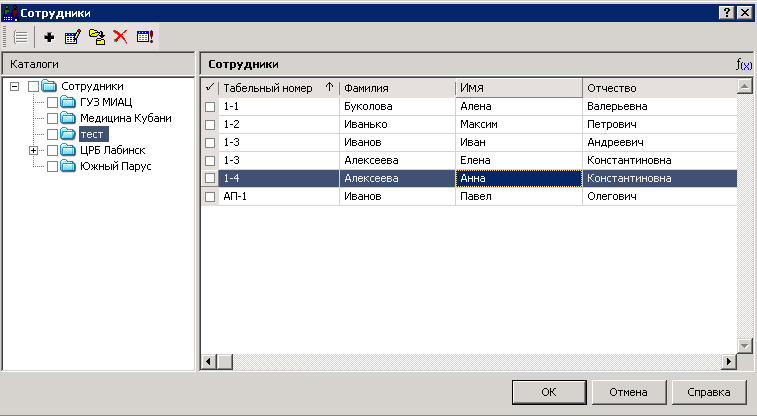 Сотрудники
Каталоги
Сотрудники
ГУЗ МИАЦ
Медицина Кубани
тест
ЦРБ Лабинск
Южный Парус
Сотрудники
f(x)
Табельный номер Фамилия ИМЯ Отчество
1-1 Буколова Алена Валерьевна
1-2 Иванько Максим Петрович
1-3 Иванов Иван Андреевич
1-3 Алексеева Елена Константиновна
1-4 Алексеева Анна Константиновна
АП-1 Иванов Павел Олегович
ОК Отмена Справка